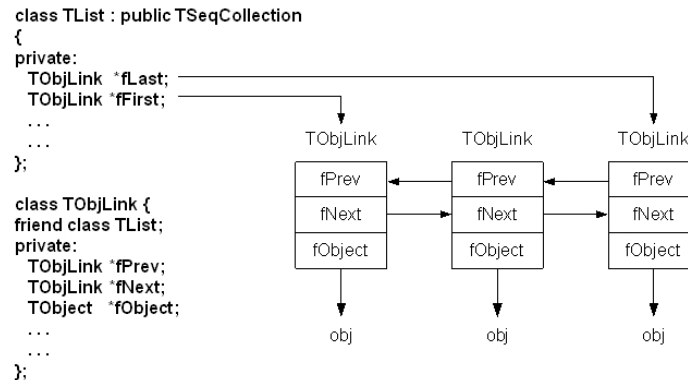 class TList : public TSeqCollection
{
private:
TObjLink *fLast;
TObjLink *fFirst;
...
...
};
class TObjLink {
friend class TList;
private:
TObjLink *fPrev;
TObjLink *fNext;
TObject *fObject;
...
...
};
TObjLink TObjLink TObjLink
fPrev fPrev fPrev
fNext fNext fNext
fObject fObject fObject
obj obj obj